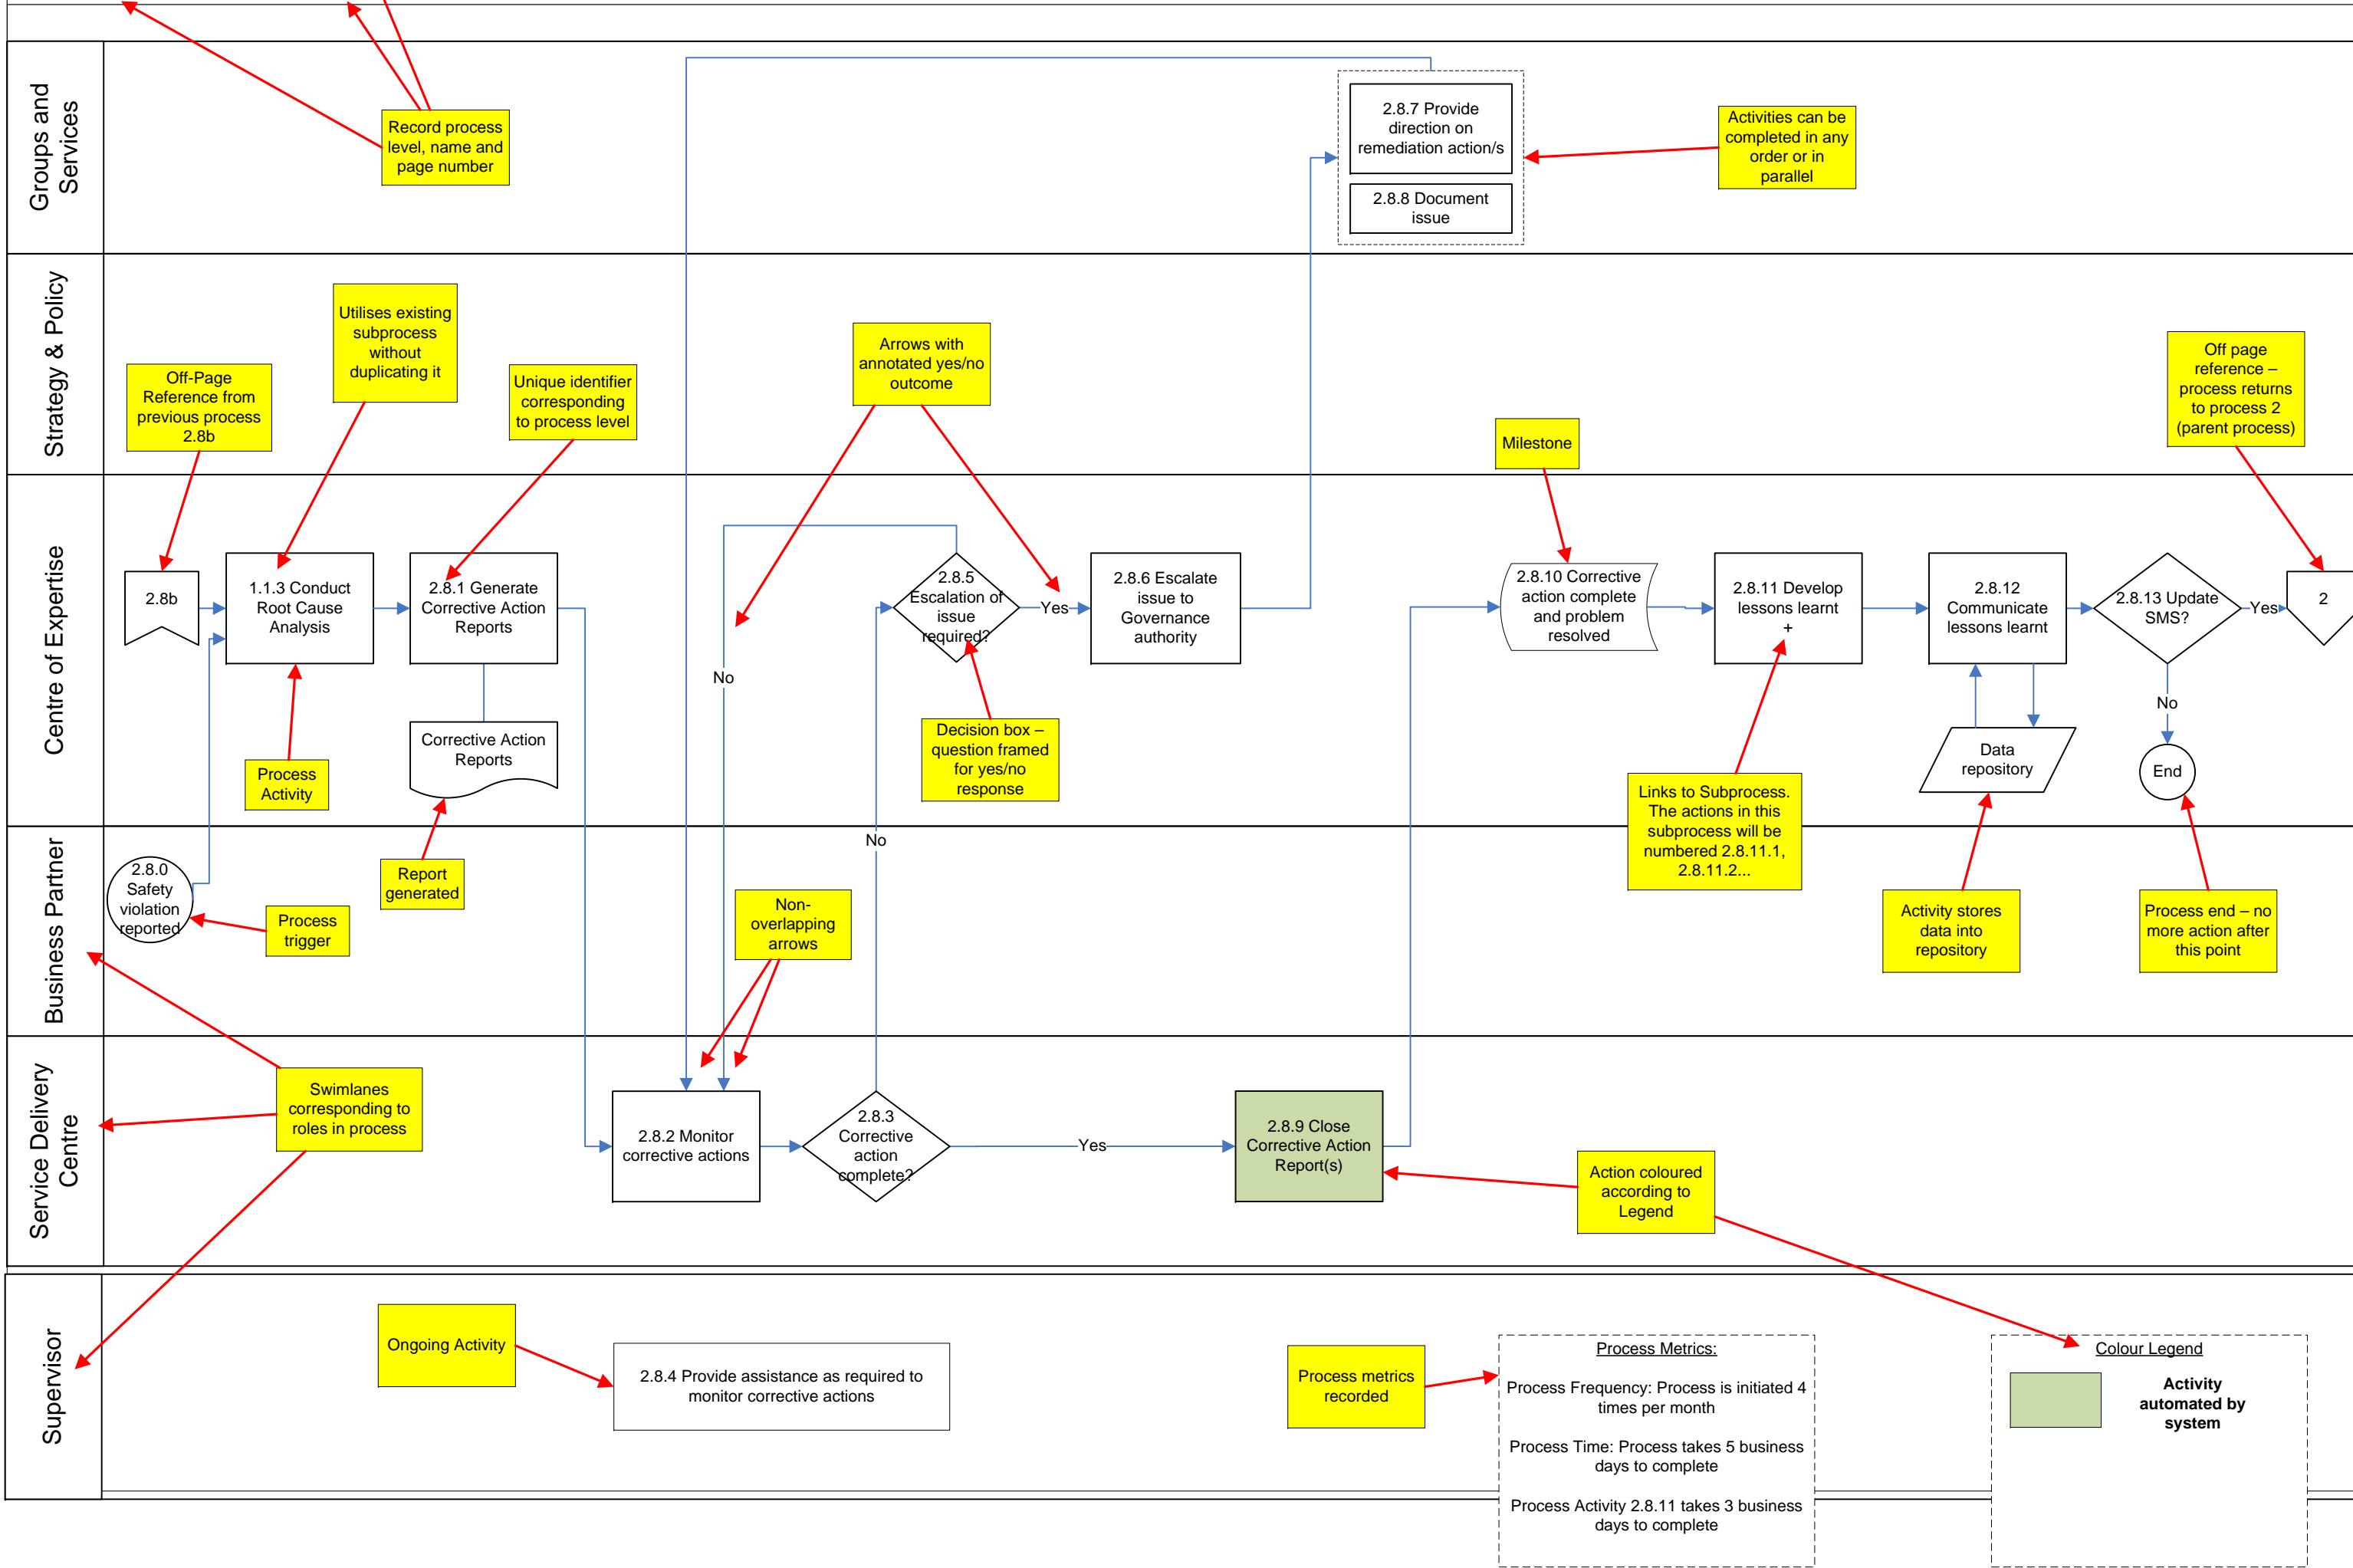 Groups and
Services
Record process
level, name and
page number
2.8.7 Provide
direction on
remediation action/s
2.8.8 Document
issue
Activities can be
completed in any
order or in
parallel
Strategy & Policy
Off-Page
Reference from
previous process
2.8b
Utilises existing
subprocess
without
duplicating it
Unique identifier
corresponding
to process level
Arrows with
annotated yes/no
outcome
Milestone
Off page
reference –
process returns
to process 2
(parent process)
Centre of Expertise
2.8b
1.1.3 Conduct
Root Cause
Analysis
2.8.1 Generate
Corrective Action
Reports
Corrective Action
Reports
Process
Activity
No
2.8.5
Escalation of
issue
required?
Yes
2.8.6 Escalate
issue to
Governance
authority
Decision box –
question framed
for yes/no
response
2.8.10 Corrective
action complete
and problem
resolved
2.8.11 Develop
lessons learnt
+
2.8.12
Communicate
lessons learnt
2.8.13 Update
SMS?
Yes
2
No
Data
repository
End
Links to Subprocess.
The actions in this
subprocess will be
numbered 2.8.11.1,
2.8.11.2...
Business Partner
2.8.0
Safety
violation
reported
Process
trigger
Report
generated
No
Non-
overlapping
arrows
Activity stores
data into
repository
Process end – no
more action after
this point
Service Delivery
Centre
Swimlanes
corresponding to
roles in process
2.8.2 Monitor
corrective actions
2.8.3
Corrective
action
complete?
Yes
2.8.9 Close
Corrective Action
Report(s)
Action coloured
according to
Legend
Supervisor
Ongoing Activity
2.8.4 Provide assistance as required to
monitor corrective actions
Process metrics
recorded
Process Metrics:
Process Frequency: Process is initiated 4
times per month
Process Time: Process takes 5 business
days to complete
Process Activity 2.8.11 takes 3 business
days to complete
Colour Legend
Activity
automated by
system